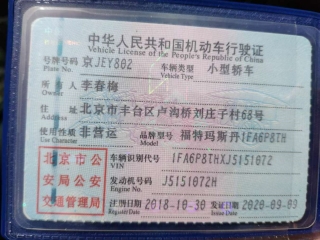 中华人民共和国机动车行驶证
Vehicle License of the People's Republic of China
号牌号码 京JEY802 车辆类型 小型轿车
Plate No. Vehicle Type
所有人 李春梅
Owner
住址 北京市丰台区卢沟桥刘庄子村68号
Address
使用性质 非营运 品牌型号 福特玛斯丹1FA6P8TH
Use Character Model
北京市公安局公安交通管理局
车辆识别代号 1FA6P8THXJ5151072
VIN
发动机号码 J5151072H
Engine No.
注册日期 2018-10-30 发证日期 2020-09-09
Register Date Issue Date